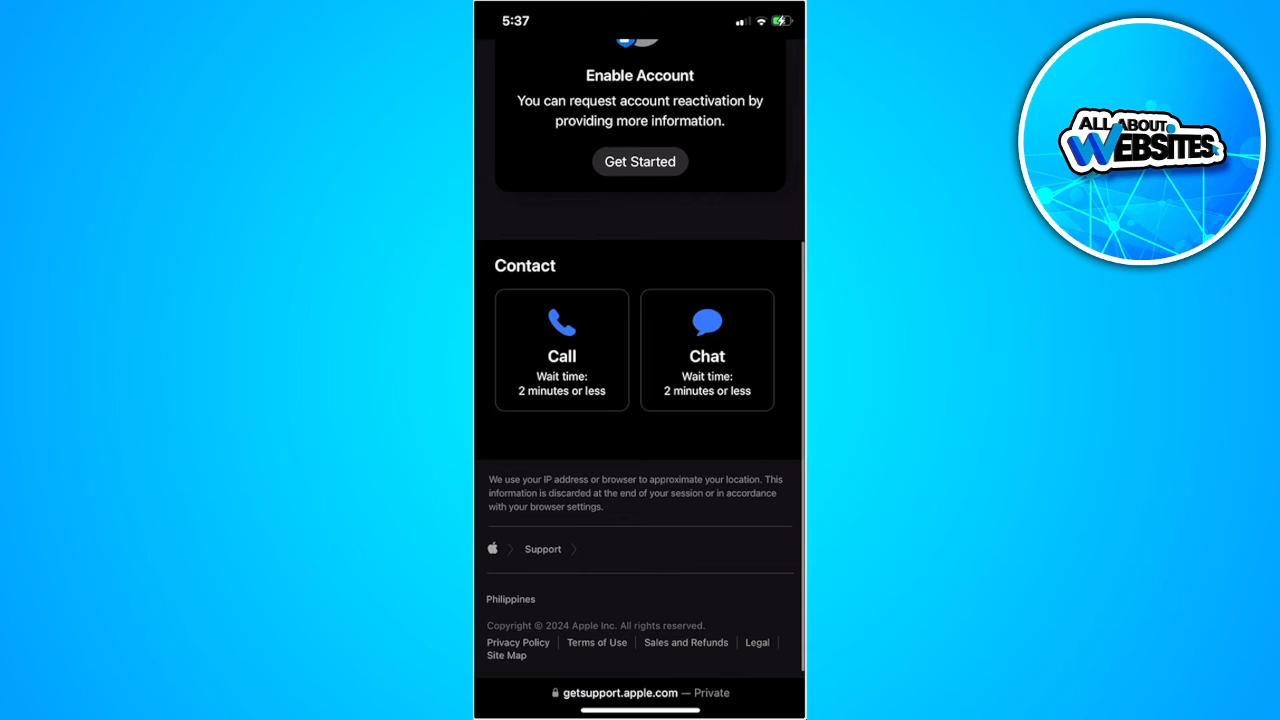 5:37
Enable Account
You can request account reactivation by
providing more information.
Get Started
Contact
Call
Wait time:
2 minutes or less
Chat
Wait time:
2 minutes or less
We use your IP address or browser to approximate your location. This
information is discarded at the end of your session or in accordance
with your browser settings.
Support
Philippines
Copyright © 2024 Apple Inc. All rights reserved.
Privacy Policy | Terms of Use | Sales and Refunds | Legal |
Site Map
getsupport.apple.com — Private
ALL ABOUT
WEBSITES